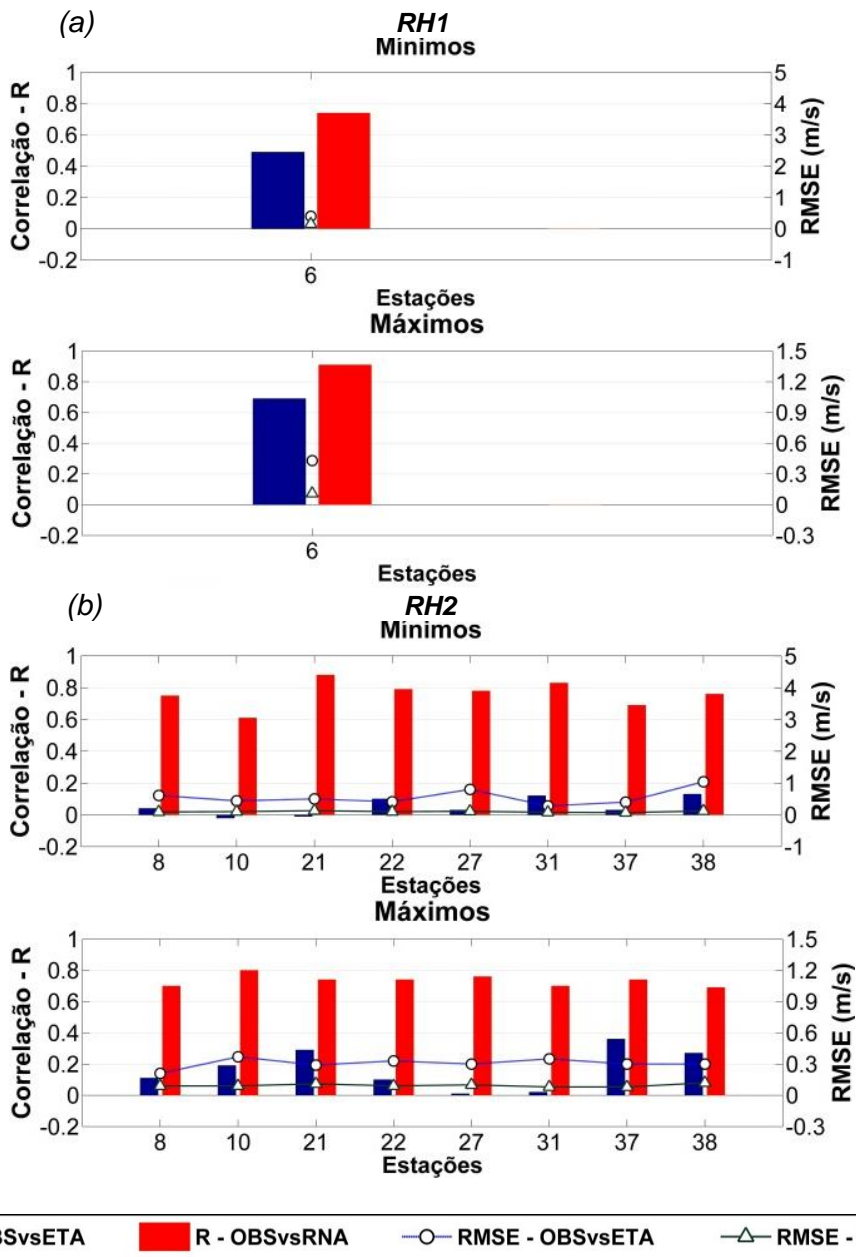 (a) RH1
Mínimos
Correlação - R
RMSE (m/s)
1 5
0.8 4
0.6 3
0.4 2
0.2 1
0 0
-0.2 -1
6
Estações
Máximos
Correlação - R
RMSE (m/s)
1 1.5
0.8 1.2
0.6 0.9
0.4 0.6
0.2 0.3
0 0
-0.2 -0.3
6
Estações
(b) RH2
Mínimos
Correlação - R
RMSE (m/s)
1 5
0.8 4
0.6 3
0.4 2
0.2 1
0 0
-0.2 -1
8 10 21 22 27 31 37 38
Estações
Máximos
Correlação - R
RMSE (m/s)
1 1.5
0.8 1.2
0.6 0.9
0.4 0.6
0.2 0.3
0 0
-0.2 -0.3
8 10 21 22 27 31 37 38
Estações
BSvsETA R - OBSvsRNA RMSE - OBSvsETA RMSE -